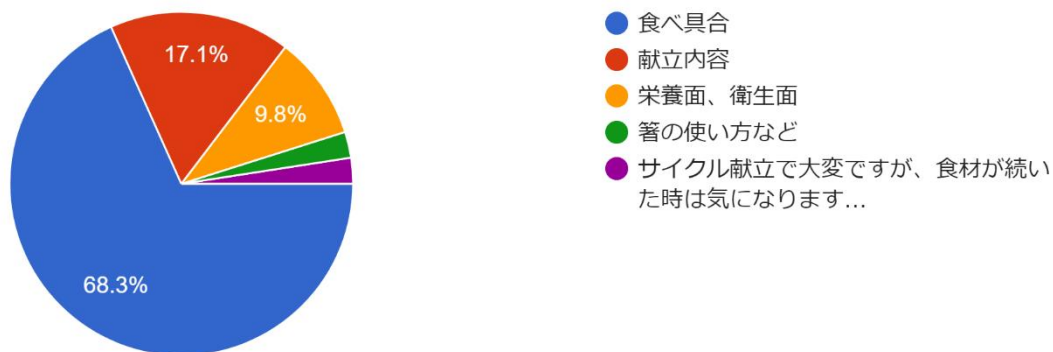 17.1%
9.8%
68.3%
食べ具合
献立内容
栄養面、衛生面
箸の使い方など
サイクル献立で大変ですが、食材が続い
た時は気になります...